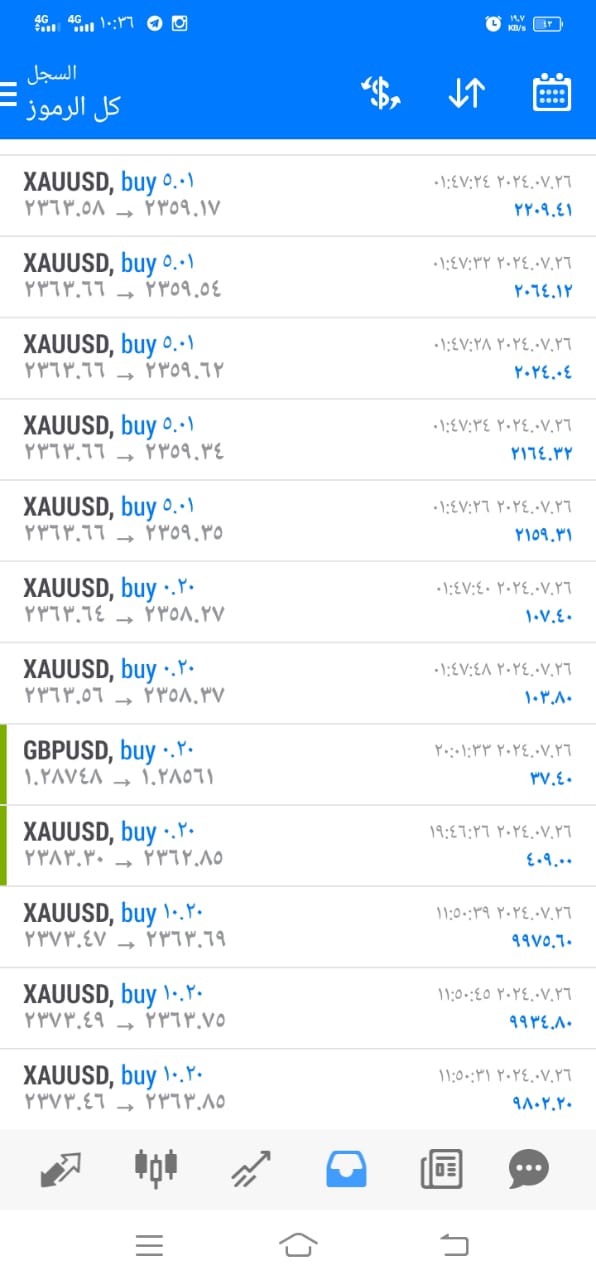 4G 4G ١٠:٣٦ ١٩.٧ KB/s ٤٣
السجل
كل الرموز
XAUUSD, buy ٥.٠١ ٠١:٤٧:٢٤ ٢٠٢٤.٠٧.٢٦
٢٣٦٣.٥٨ → ٢٣٥٩.١٧ ٢٢٠٩.٤١
XAUUSD, buy ٥.٠١ ٠١:٤٧:٣٢ ٢٠٢٤.٠٧.٢٦
٢٣٦٣.٦٦ → ٢٣٥٩.٥٤ ٢٠٦٤.١٢
XAUUSD, buy ٥.٠١ ٠١:٤٧:٢٨ ٢٠٢٤.٠٧.٢٦
٢٣٦٣.٦٦ → ٢٣٥٩.٦٢ ٢٠٢٤.٠٤
XAUUSD, buy ٥.٠١ ٠١:٤٧:٣٤ ٢٠٢٤.٠٧.٢٦
٢٣٦٣.٦٦ → ٢٣٥٩.٣٤ ٢١٦٤.٣٢
XAUUSD, buy ٥.٠١ ٠١:٤٧:٢٦ ٢٠٢٤.٠٧.٢٦
٢٣٦٣.٦٦ → ٢٣٥٩.٣٥ ٢١٥٩.٣١
XAUUSD, buy ٠.٢٠ ٠١:٤٧:٤٠ ٢٠٢٤.٠٧.٢٦
٢٣٦٣.٦٤ → ٢٣٥٨.٢٧ ١٠٧.٤٠
XAUUSD, buy ٠.٢٠ ٠١:٤٧:٤٨ ٢٠٢٤.٠٧.٢٦
٢٣٦٣.٥٦ → ٢٣٥٨.٣٧ ١٠٣.٨٠
GBPUSD, buy ٠.٢٠ ٢٠:٠١:٣٣ ٢٠٢٤.٠٧.٢٦
١.٢٨٧٤٨ → ١.٢٨٥٦١ ٣٧.٤٠
XAUUSD, buy ٠.٢٠ ١٩:٤٦:٢٦ ٢٠٢٤.٠٧.٢٦
٢٣٨٣.٣٠ → ٢٣٦٢.٨٥ ٤٠٩.٠٠
XAUUSD, buy ١٠.٢٠ ١١:٥٠:٣٩ ٢٠٢٤.٠٧.٢٦
٢٣٧٣.٤٧ → ٢٣٦٣.٦٩ ٩٩٧٥.٦٠
XAUUSD, buy ١٠.٢٠ ١١:٥٠:٤٥ ٢٠٢٤.٠٧.٢٦
٢٣٧٣.٤٩ → ٢٣٦٣.٧٥ ٩٩٣٤.٨٠
XAUUSD, buy ١٠.٢٠ ١١:٥٠:٣١ ٢٠٢٤.٠٧.٢٦
٢٣٧٣.٤٦ → ٢٣٦٣.٨٥ ٩٨٠٢.٢٠